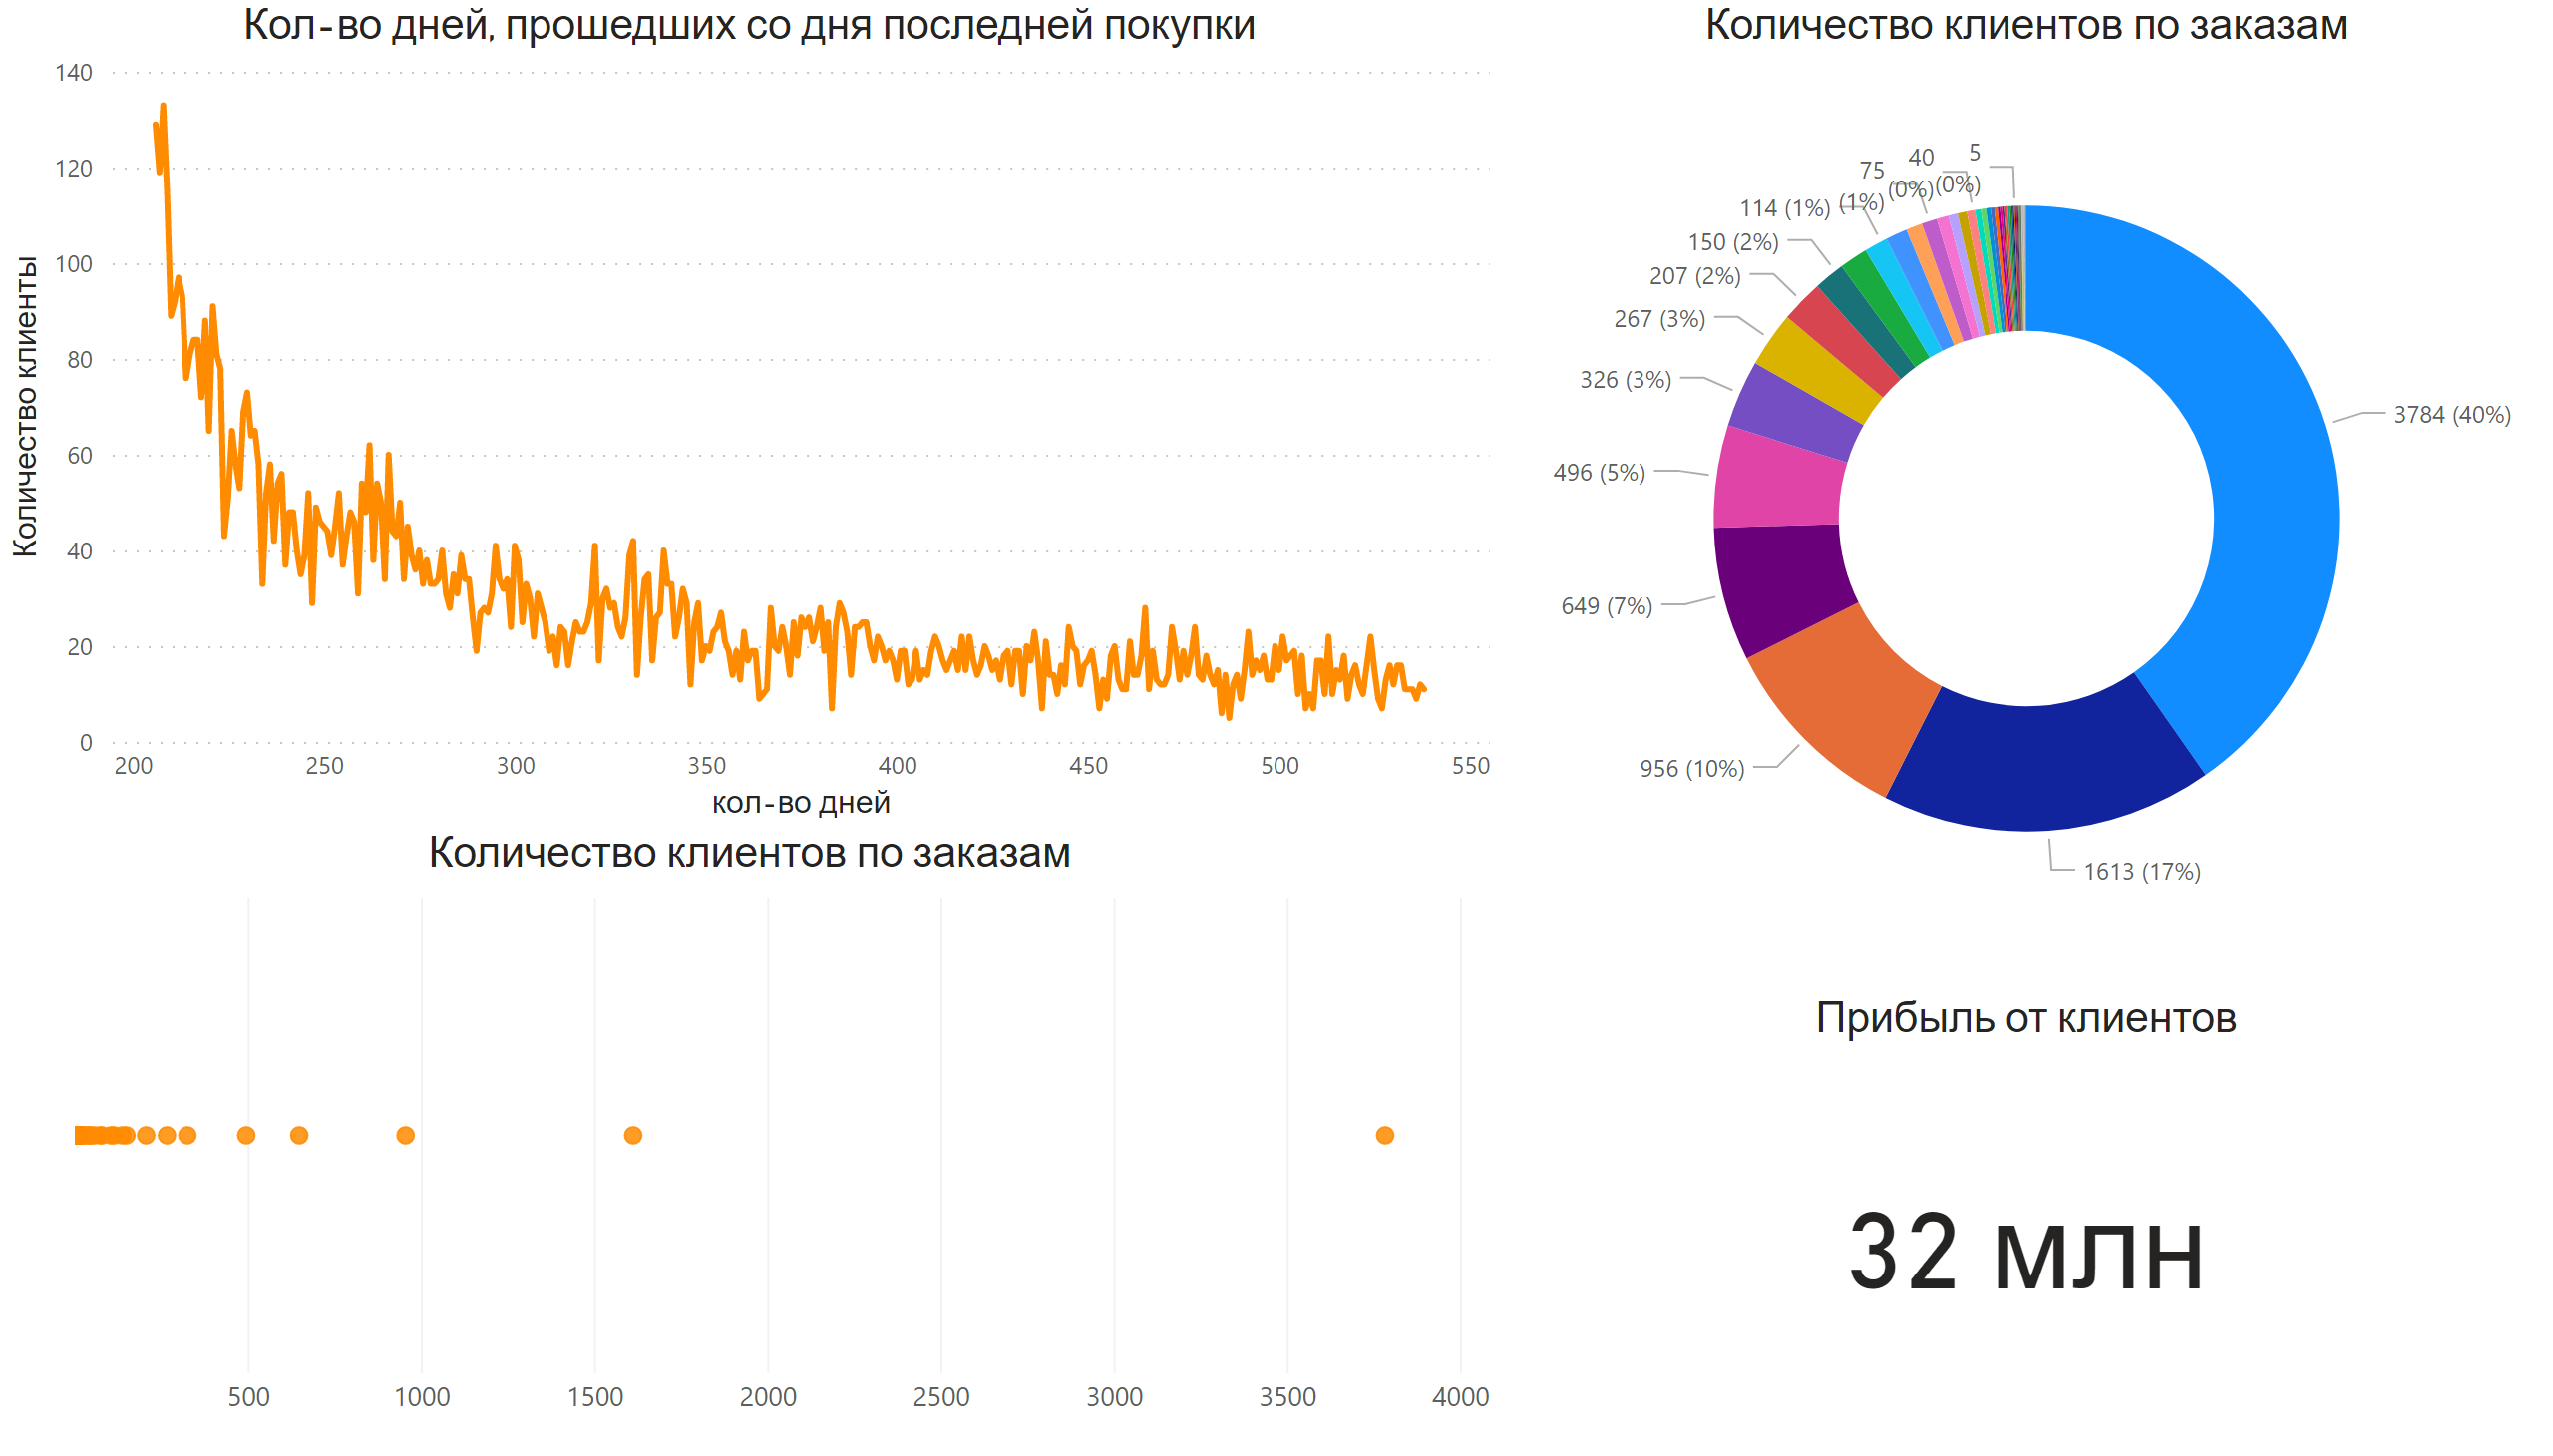 Кол-во дней, прошедших со дня последней покупки
140
120
100
80
60
40
20
0
Количество клиенты
200 250 300 350 400 450 500 550
кол-во дней
Количество клиентов по заказам
500 1000 1500 2000 2500 3000 3500 4000
Количество клиентов по заказам
5
40 (0%)
75 (0%)
(1%)
114 (1%)
150 (2%)
207 (2%)
267 (3%)
326 (3%)
496 (5%)
649 (7%)
956 (10%)
1613 (17%)
3784 (40%)
Прибыль от клиентов
32 млн